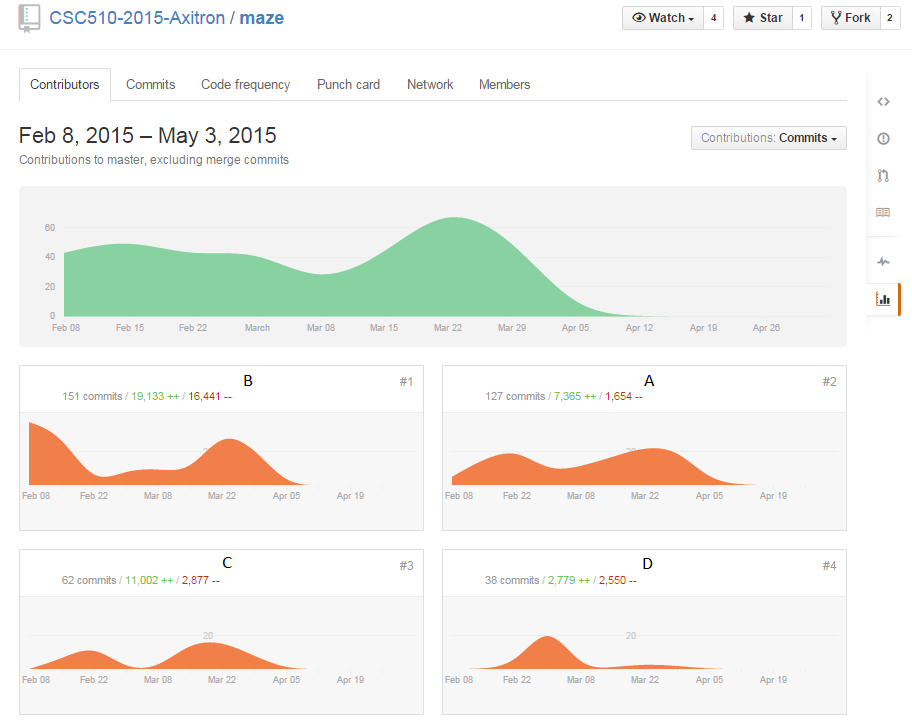 CSC510-2015-Axitron / maze
Watch 4 Star 1 Fork 2
Contributors Commits Code frequency Punch card Network Members
Feb 8, 2015 – May 3, 2015
Contributions: Commits
Contributions to master, excluding merge commits
60
40
20
0
Feb 08 Feb 15 Feb 22 March Mar 08 Mar 15 Mar 22 Mar 29 Apr 05 Apr 12 Apr 19 Apr 26
B #1
151 commits / 19,133 ++ / 16,441 --
Feb 08 Feb 22 Mar 08 Mar 22 Apr 05 Apr 19
A #2
127 commits / 7,365 ++ / 1,654 --
Feb 08 Feb 22 Mar 08 Mar 22 Apr 05 Apr 19
C #3
62 commits / 11,002 ++ / 2,877 --
20
Feb 08 Feb 22 Mar 08 Mar 22 Apr 05 Apr 19
D #4
38 commits / 2,779 ++ / 2,550 --
20
Feb 08 Feb 22 Mar 08 Mar 22 Apr 05 Apr 19